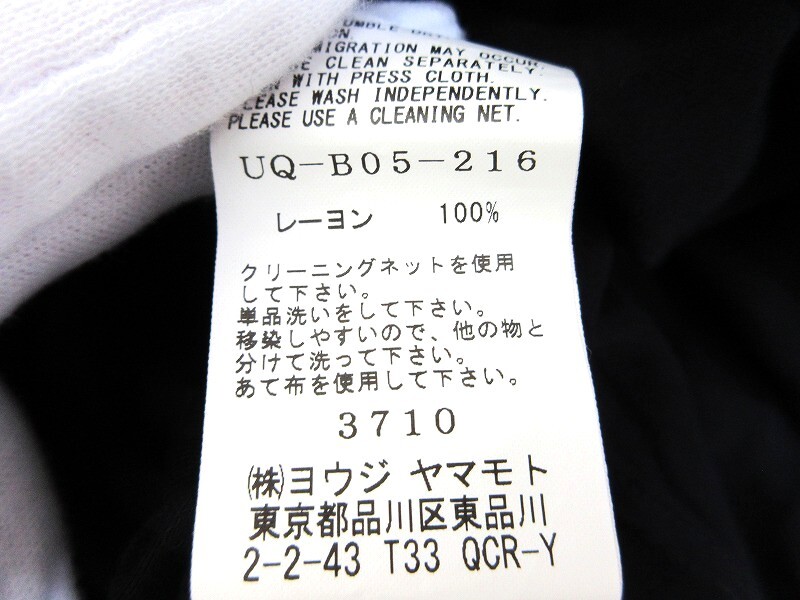 MIGRATION MAY OCCUR.
CLEAN SEPARATELY.
WITH PRESS CLOTH.
PLEASE WASH INDEPENDENTLY.
PLEASE USE A CLEANING NET.
UQ-B05-216
レーヨン 100%
クリーニングネットを使用
して下さい。
単品洗いをして下さい。
移染しやすいので、他の物と
分けて洗って下さい。
あて布を使用して下さい。
3710
㈱ヨウジ ヤマモト
東京都品川区東品川
2-2-43 T33 QCR-Y